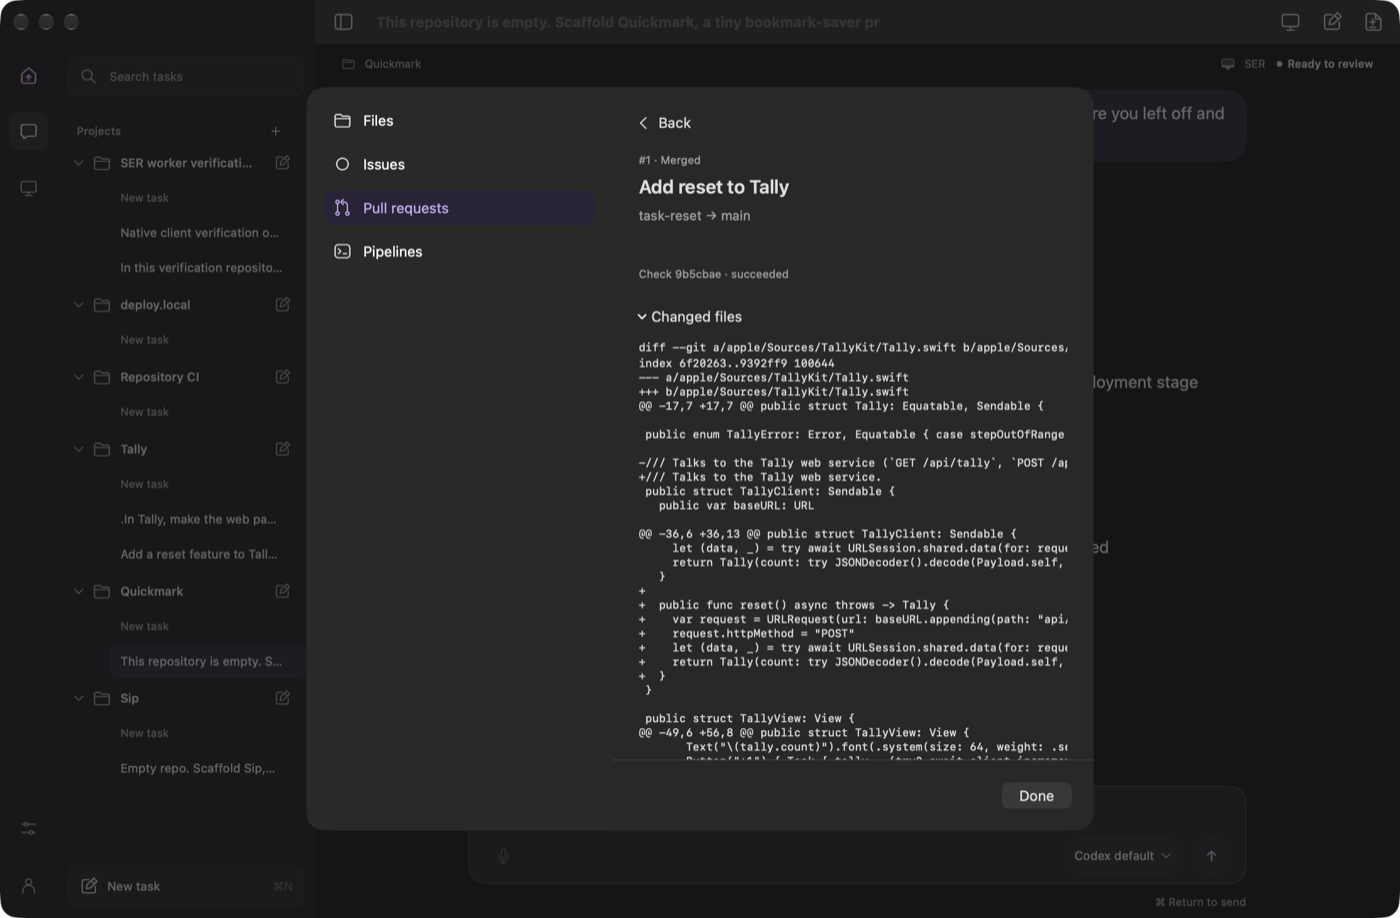 This repository is empty. Scaffold Quickmark, a tiny bookmark-saver pr
Search tasks
Projects
SER worker verificati...
New task
Native client verification o...
In this verification reposito...
deploy.local
New task
Repository CI
New task
Tally
New task
.In Tally, make the web pa...
Add a reset feature to Tall...
Quickmark
New task
This repository is empty. S...
Sip
New task
Empty repo. Scaffold Sip,...
New task
⌘N
Quickmark
SER
Ready to review
re you left off and
loyment stage
ed
Files
Issues
Pull requests
Pipelines
Back
#1 · Merged
Add reset to Tally
task-reset → main
Check 9b5cbae · succeeded
Changed files
diff --git a/apple/Sources/TallyKit/Tally.swift b/apple/Sources/
index 6f20263..9392ff9 100644
--- a/apple/Sources/TallyKit/Tally.swift
+++ b/apple/Sources/TallyKit/Tally.swift
@@ -17,7 +17,7 @@ public struct Tally: Equatable, Sendable {
public enum TallyError: Error, Equatable { case stepOutOfRange
-/// Talks to the Tally web service (`GET /api/tally`, `POST /ap
+/// Talks to the Tally web service.
public struct TallyClient: Sendable {
public var baseURL: URL
@@ -36,6 +36,13 @@ public struct TallyClient: Sendable {
let (data, _) = try await URLSession.shared.data(for: reque
return Tally(count: try JSONDecoder().decode(Payload.self,
}
+
+  public func reset() async throws -> Tally {
+    var request = URLRequest(url: baseURL.appending(path: "api/
+    request.httpMethod = "POST"
+    let (data, _) = try await URLSession.shared.data(for: reque
+    return Tally(count: try JSONDecoder().decode(Payload.self,
+  }
}
public struct TallyView: View {
@@ -49,6 +56,8 @@ public struct TallyView: View {
Text("\(tally.count)").font(.system(size: 64, weight: .se
Done
Codex default
⌘ Return to send